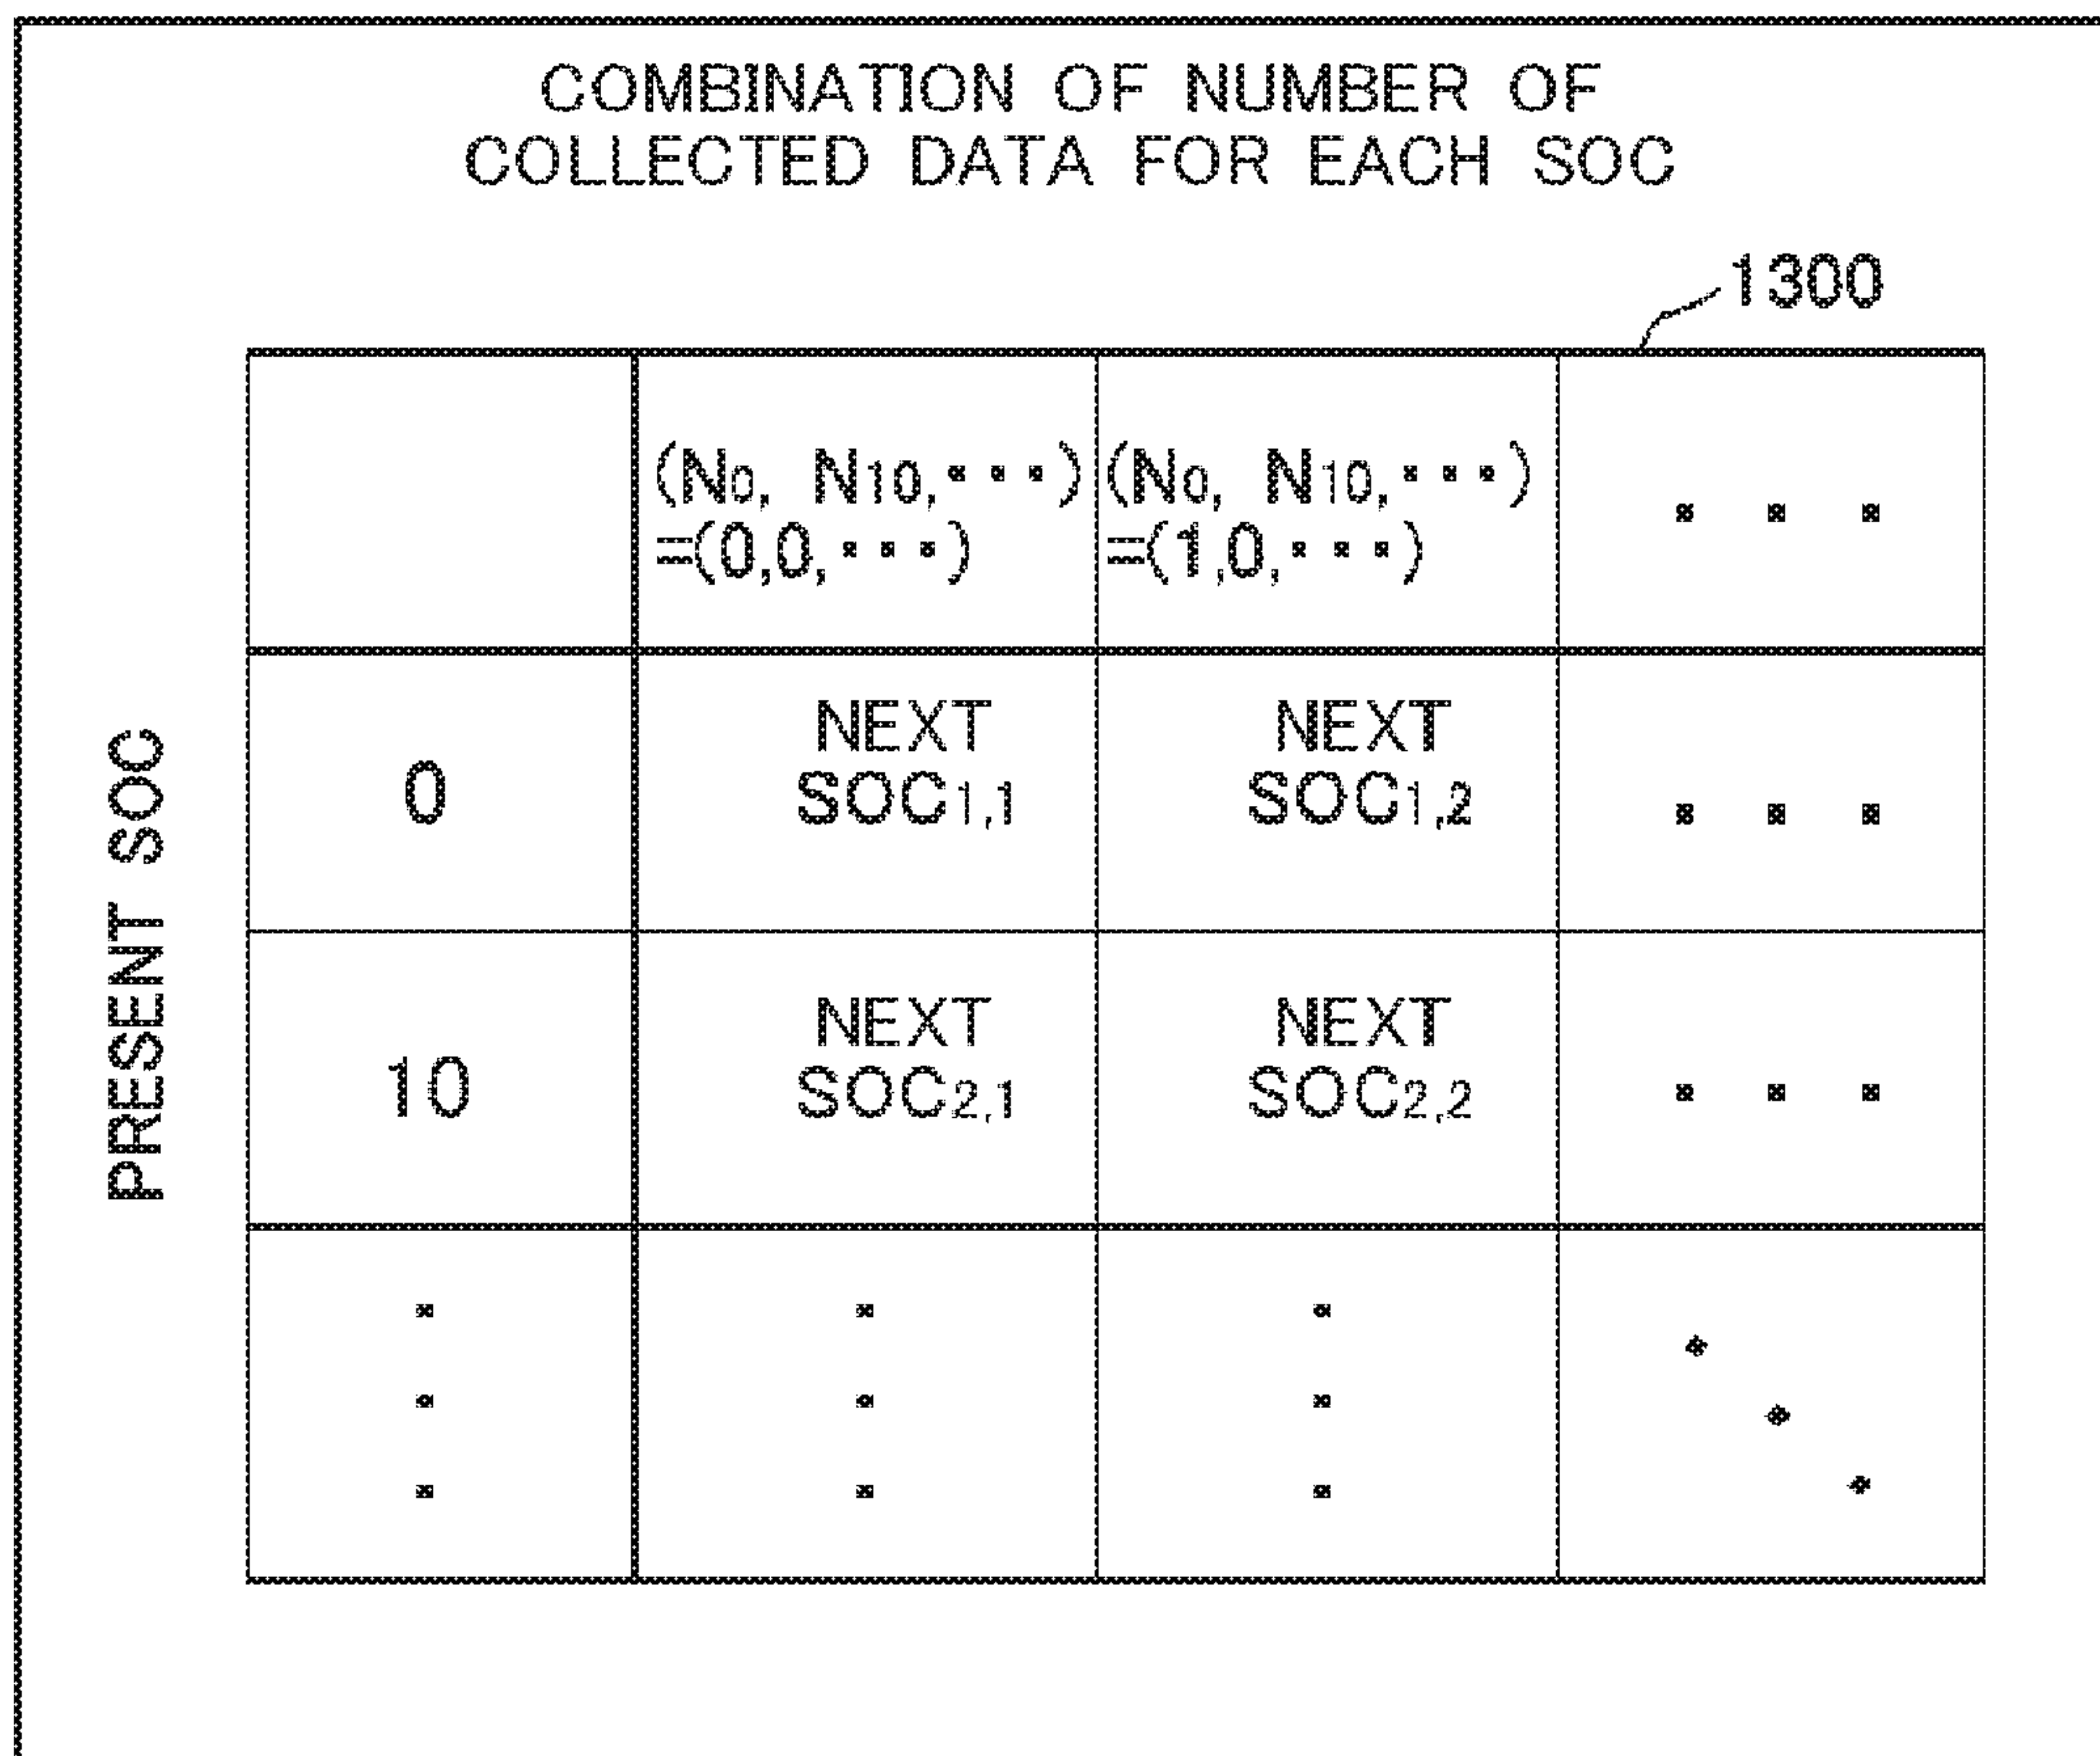 COMBINATION OF NUMBER OF
COLLECTED DATA FOR EACH SOC
1300
(N0, N10,･･･) (N0, N10,･･･)
=(0,0,･･･) =(1,0,･･･) ･ ･ ･
PRESENT SOC
NEXT NEXT
0 SOC1,1 SOC1,2 ･ ･ ･
NEXT NEXT
10 SOC2,1 SOC2,2 ･ ･ ･